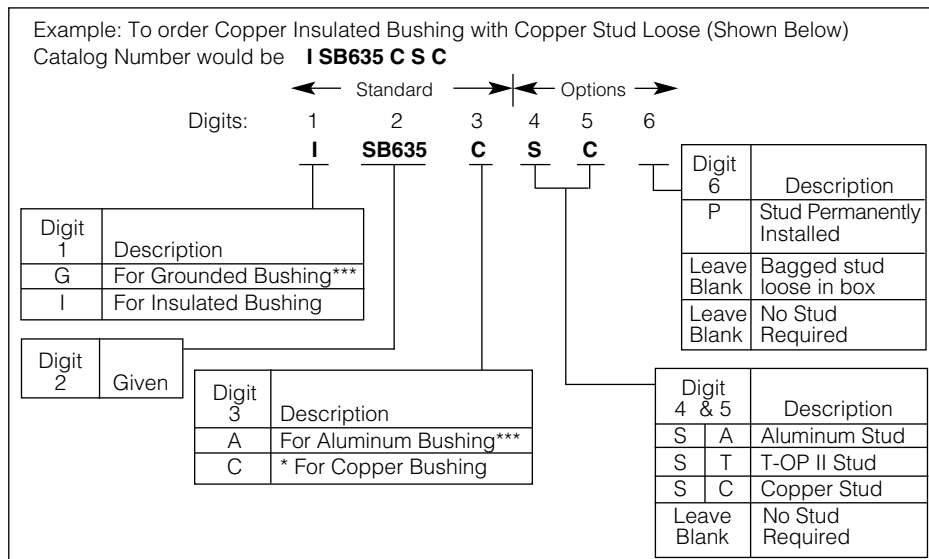 Example: To order Copper Insulated Bushing with Copper Stud Loose (Shown Below)
Catalog Number would be I SB635 C S C
Standard Options
Digits: 1 2 3 4 5 6
I SB635 C S C
Digit
1 Description
G For Grounded Bushing***
I For Insulated Bushing
Digit
2 Given
Digit
3 Description
A For Aluminum Bushing***
C * For Copper Bushing
Digit
6 Description
P Stud Permanently
Installed
Leave Bagged stud
Blank loose in box
Leave No Stud
Blank Required
Digit
4 & 5 Description
S A Aluminum Stud
S T T-OP II Stud
S C Copper Stud
Leave No Stud
Blank Required